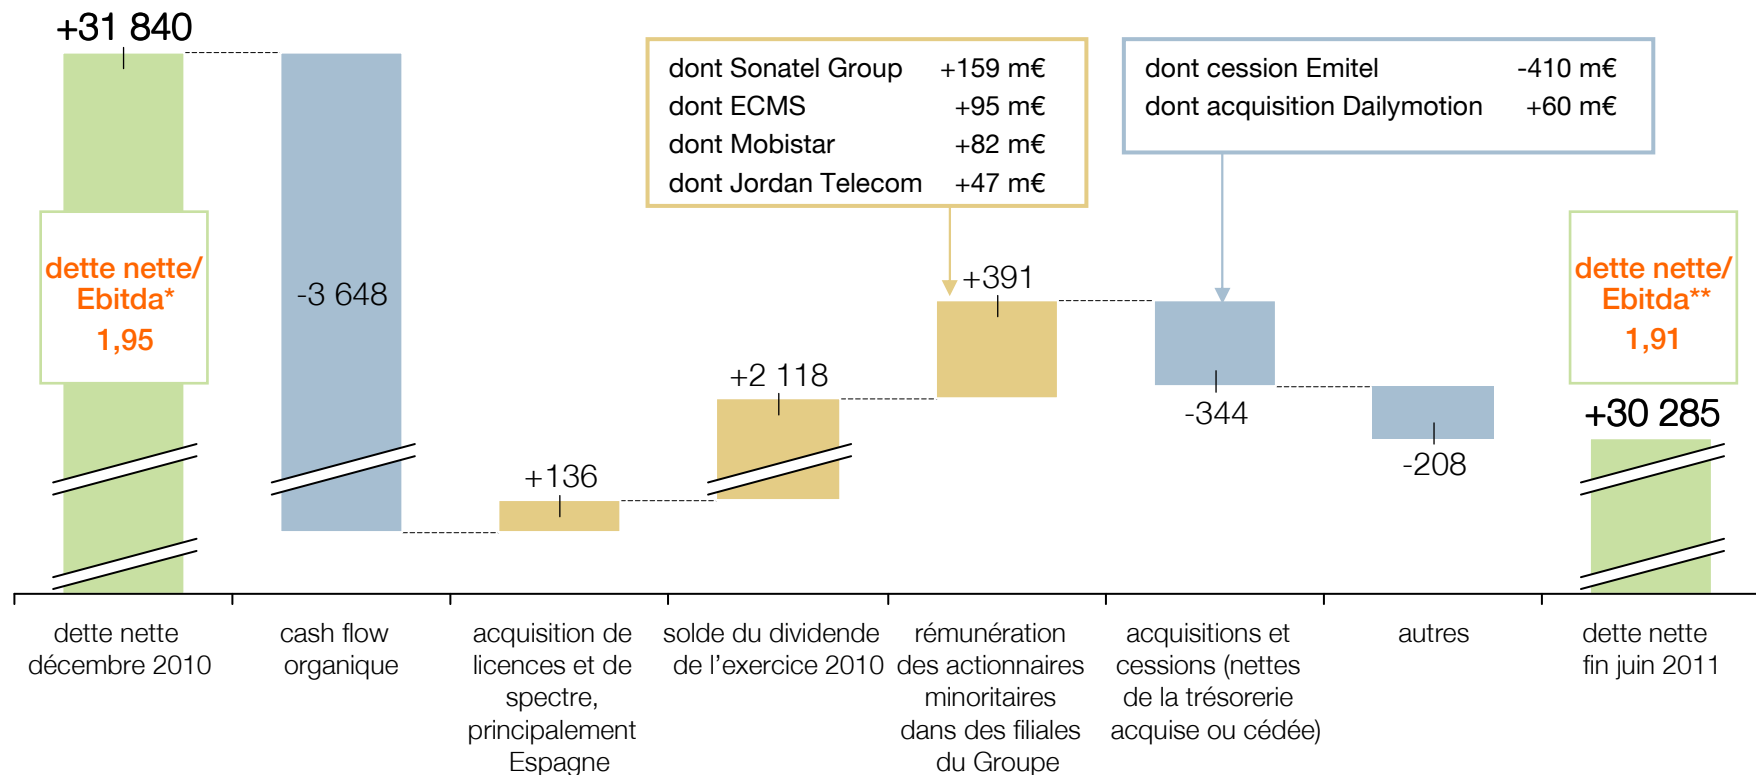 +31 840
dont Sonatel Group +159 m€
dont ECMS +95 m€
dont Mobistar +82 m€
dont Jordan Telecom +47 m€
dont cession Emitel -410 m€
dont acquisition Dailymotion +60 m€
dette nette/
Ebitda*
1,95
-3 648
+136
+2 118
+391
-344
-208
dette nette/
Ebitda**
1,91
+30 285
dette nette
décembre 2010
cash flow
organique
acquisition de
licences et de
spectre,
principalement
Espagne
solde du dividende
de l’exercice 2010
rémunération
des actionnaires
minoritaires
dans des filiales
du Groupe
acquisitions et
cessions (nettes
de la trésorerie
acquise ou cédée)
autres
dette nette
fin juin 2011